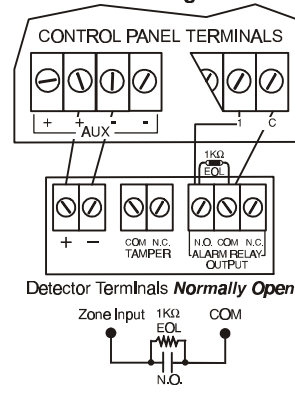 CONTROL PANEL TERMINALS
+ + - - 1 C
AUX
1KΩ
EOL
+ − COM N.C. N.O. COM N.C.
TAMPER ALARM RELAY
OUTPUT
Detector Terminals Normally Open
Zone Input 1KΩ COM
EOL
N.O.